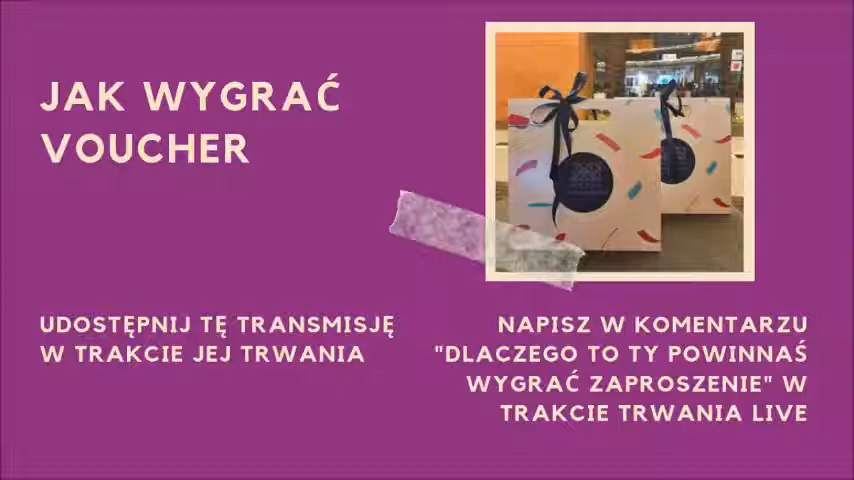 JAK WYGRAĆ
VOUCHER
UDOSTĘPNIJ TĘ TRANSMISJĘ
W TRAKCIE JEJ TRWANIA
NAPISZ W KOMENTARZU
"DLACZEGO TO TY POWINNAŚ
WYGRAĆ ZAPROSZENIE" W
TRAKCIE TRWANIA LIVE